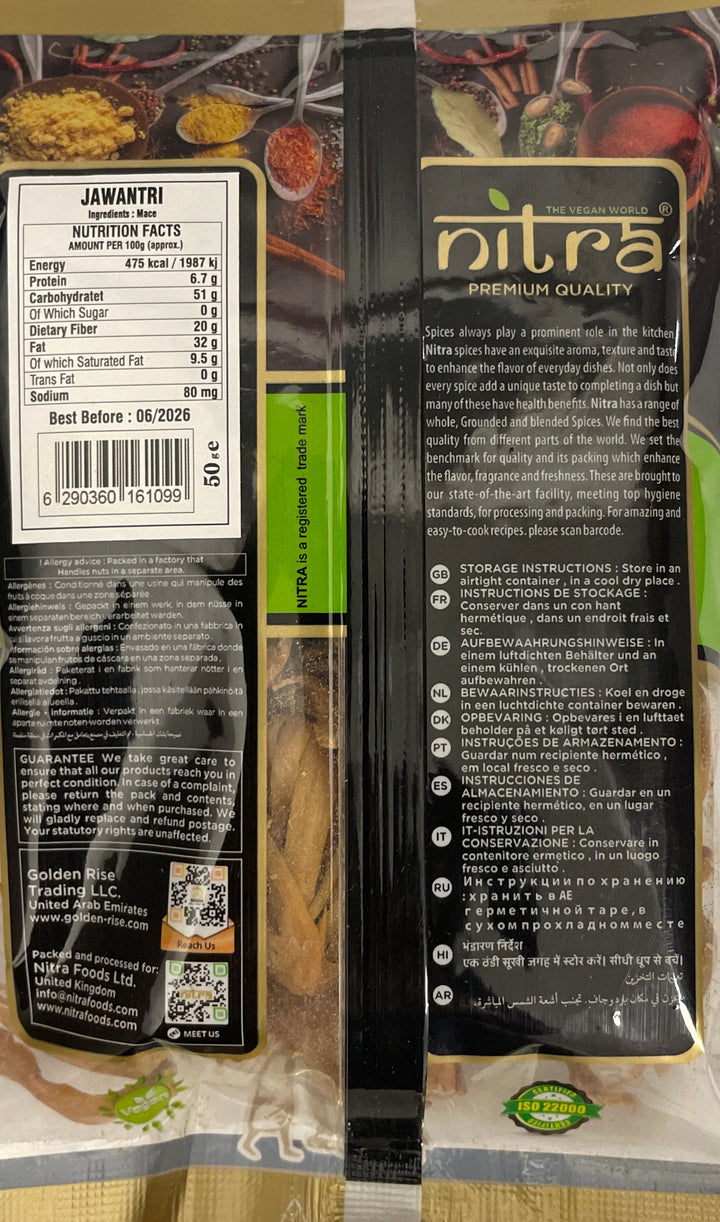 JAWANTRI
Ingredients : Mace
NUTRITION FACTS
AMOUNT PER 100g (approx.)
Energy 475 kcal / 1987 kj
Protein 6.7 g
Carbohydratet 51 g
Of Which Sugar 0 g
Dietary Fiber 20 g
Fat 32 g
Of which Saturated Fat 9.5 g
Trans Fat 0 g
Sodium 80 mg
Best Before : 06/2026
50 g e
6 290360 161099
! Allergy advice : Packed in a factory that
Handles nuts in a separate area.
Allergènes : Conditionné dans une usine qui manipule des
fruits à coque dans une zone séparée.
Allergiehinweis : Gepackt in einem werk, in dem nüsse in
einem separaten bereich verarbeitet warden.
Avvertenza sugli allergeni : Confezionato in una fabbrica in
cui si lavora frutta a guscio in un ambiente separato.
nformación sobre alergias : Envasado en una fábrica donde
se manipulan frutos de cáscara en una zona separada.
Allergiråd : Paketerat i en fabrik som hanterar nötter i en
separat avdelning.
Allergiatiedot : Pakattu tehtaalla, jossa käsitellään pähkinöitä
erillisellä alueella.
Allergie - informatie : Verpakt in een fabriek waar in een
aparte ruimte noten worden verwerkt.
GUARANTEE We take great care to
ensure that all our products reach you in
perfect condition. In case of a complaint,
please return the pack and contents,
stating where and when purchased. We
will gladly replace and refund postage.
Your statutory rights are unaffected.
Golden Rise
Trading LLC.
United Arab Emirates
www.golden-rise.com
Reach Us
Packed and processed for:
Nitra Foods Ltd.
United Kingdom
info@nitrafoods.com
www.nitrafoods.com
nitra
MEET US
Vegan
NITRA is a registered trade mark
THE VEGAN WORLD ®
nitra
PREMIUM QUALITY
Spices always play a prominent role in the kitchen.
Nitra spices have an exquisite aroma, texture and taste
to enhance the flavor of everyday dishes. Not only does
every spice add a unique taste to completing a dish but
many of these have health benefits. Nitra has a range of
whole, Grounded and blended Spices. We find the best
quality from different parts of the world. We set the
benchmark for quality and its packing which enhance
the flavor, fragrance and freshness. These are brought to
our state-of-the-art facility, meeting top hygiene
standards, for processing and packing. For amazing and
easy-to-cook recipes. please scan barcode.
GB STORAGE INSTRUCTIONS : Store in an
airtight container , in a cool dry place .
FR INSTRUCTIONS DE STOCKAGE :
Conserver dans un con hant
hermétique , dans un endroit frais et
sec.
DE AUFBEWAAHRUNGSHINWEISE : In
einem luftdichten Behälter und an
einem kühlen , trockenen Ort
aufbewahren .
NL BEWAARINSTRUCTIES : Koel en droge
in een luchtdichte container bewaren .
DK OPBEVARING : Opbevares i en lufttaet
beholder på et køligt tørt sted .
PT INSTRUÇÕES DE ARMAZENAMENTO :
Guardar num recipiente hermético ,
em local fresco e seco .
ES INSTRUCCIONES DE
ALMACENAMIENTO : Guardar en un
recipiente hermético, en un lugar
fresco y seco .
IT IT-ISTRUZIONI PER LA
CONSERVAZIONE : Conservare in
contenitore ermetico , in un luogo
fresco e asciutto .
RU Инструкции по хранению
: хранить в АЕ
герметичной таре, в
сухом прохладном месте
HI भंडारण निर्देश
एक ठंडी सूखी जगह में स्टोर करें। सीधी धूप से बचें।
AR تعليمات التخزين
في مكان بارد وجاف. تجنب أشعة الشمس المباشرة.
CERTIFIED
ISO 22000
CERTIFIED